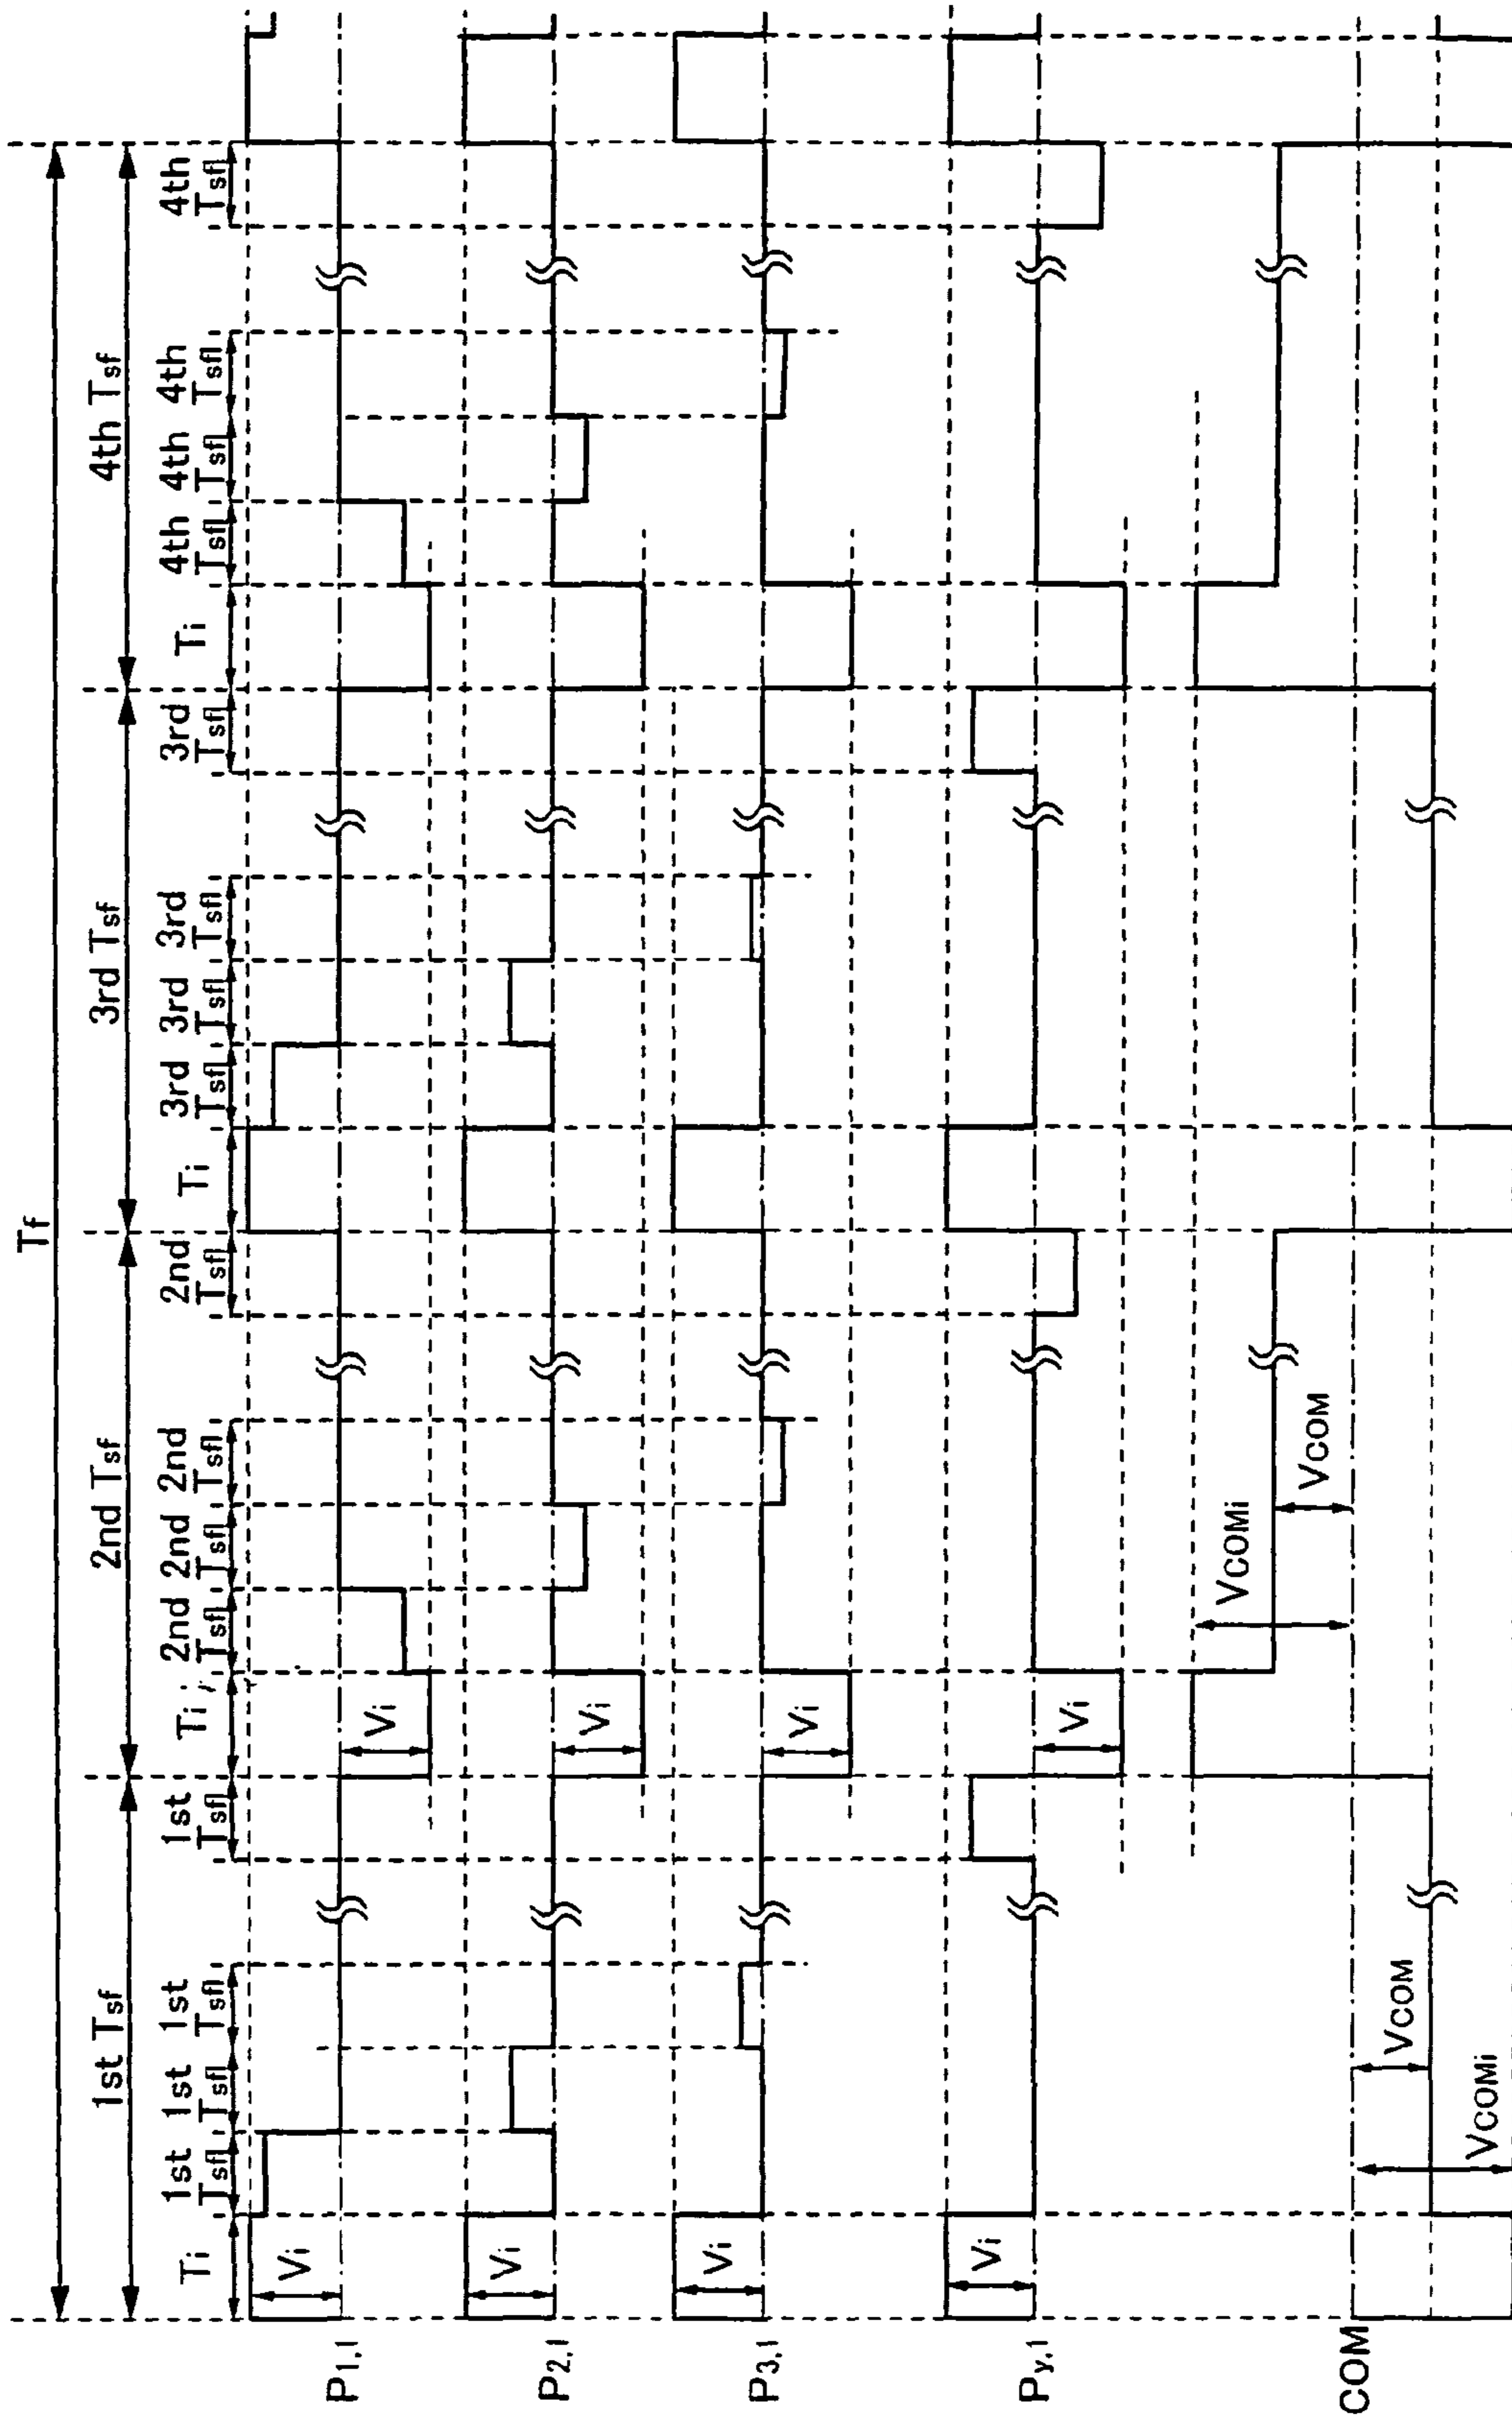 Tf
1st Tsf 2nd Tsf 3rd Tsf 4th Tsf
Ti 1st Tsfl 1st Tsfl 1st Tsfl 1st Tsfl Ti 2nd Tsfl 2nd Tsfl 2nd Tsfl 2nd Tsfl Ti 3rd Tsfl 3rd Tsfl 3rd Tsfl 3rd Tsfl Ti 4th Tsfl 4th Tsfl 4th Tsfl 4th Tsfl
P1,1 Vi Vi
P2,1 Vi Vi
P3,1 Vi Vi
Py,1 Vi Vi
VCOMi VCOM
COM
VCOM
VCOMi